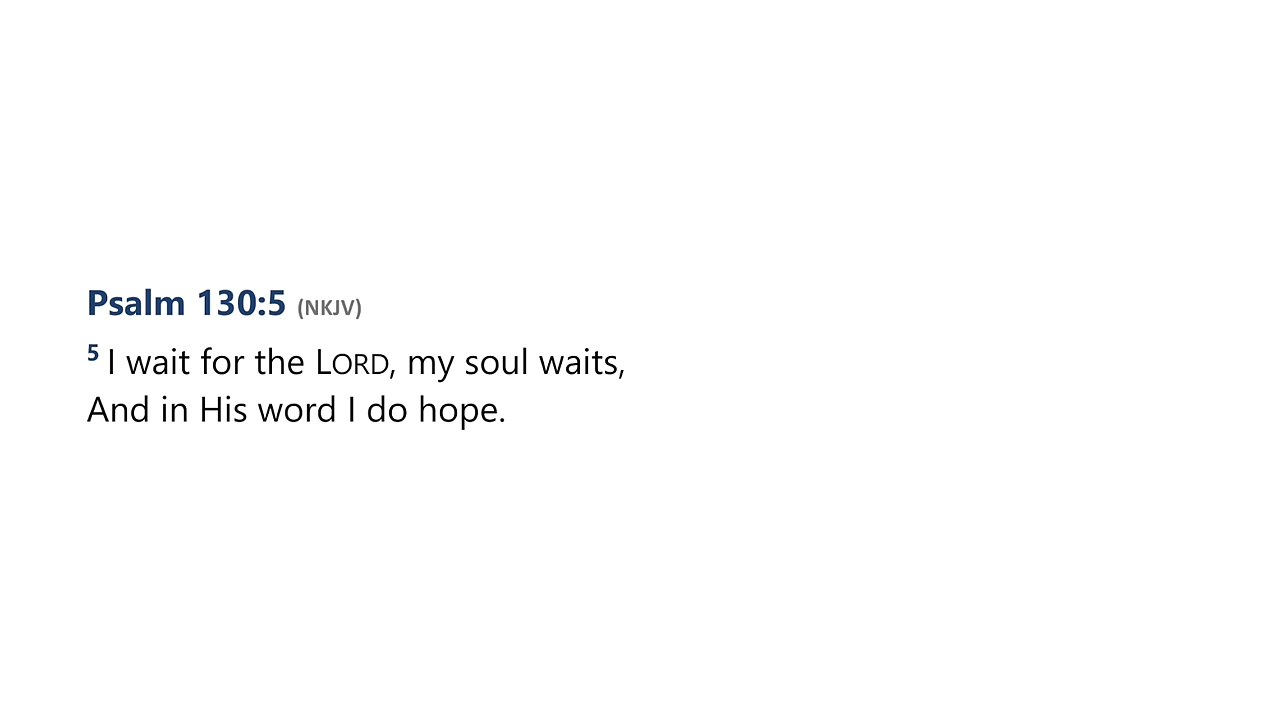 Psalm 130:5 (NKJV)
5 I wait for the LORD, my soul waits,
And in His word I do hope.